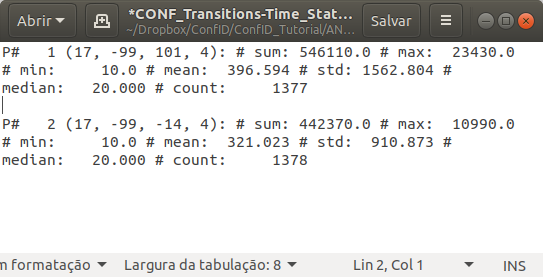 Abrir
*CONF_Transitions-Time_Stat...
~/Dropbox/ConfID/ConfID_Tutorial/AN...
Salvar
P#   1 (17, -99, 101, 4): # sum: 546110.0 # max:  23430.0
# min:      10.0 # mean:  396.594 # std: 1562.804 #
median:   20.000 # count:      1377
P#   2 (17, -99, -14, 4): # sum: 442370.0 # max:  10990.0
# min:      10.0 # mean:  321.023 # std:  910.873 #
median:   20.000 # count:      1378
m formatação
Largura da tabulação: 8
Lin 2, Col 1
INS